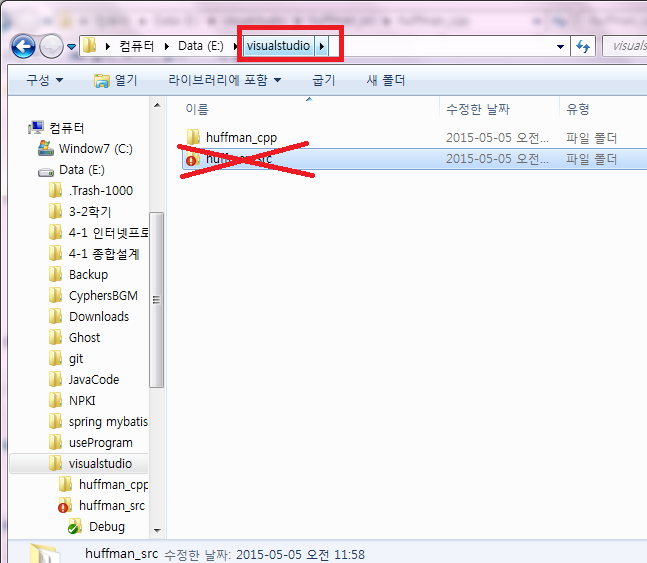 컴퓨터 Data (E:) visualstudio
구성 열기 라이브러리에 포함 굽기 새 폴더
이름 수정한 날짜 유형
컴퓨터
Window7 (C:)
Data (E:)
.Trash-1000
3-2학기
4-1 인터넷프로
4-1 종합설계
Backup
CyphersBGM
Downloads
Ghost
git
JavaCode
NPKI
spring mybatis
useProgram
visualstudio
huffman_cpp
huffman_src
Debug
huffman_cpp 2015-05-05 오전... 파일 폴더
huffman_src 2015-05-05 오전... 파일 폴더
huffman_src 수정한 날짜: 2015-05-05 오전 11:58